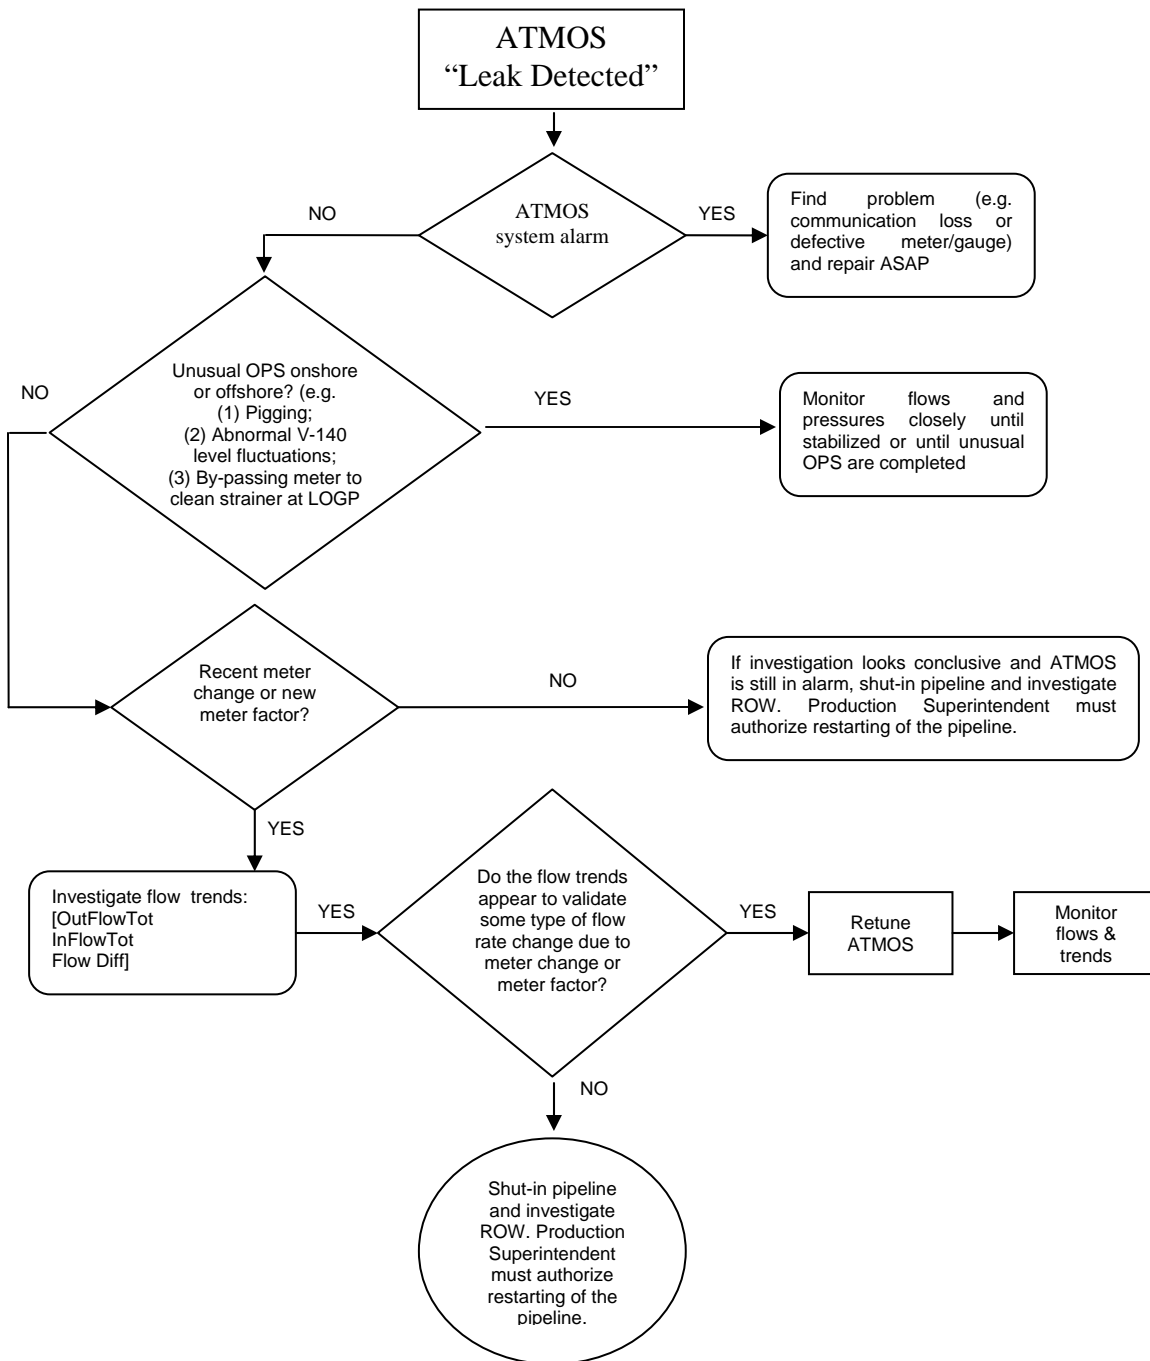 ATMOS
“Leak Detected”
ATMOS
system alarm
NO
YES
Find problem (e.g.
communication loss or
defective meter/gauge)
and repair ASAP
Unusual OPS onshore
or offshore? (e.g.
(1) Pigging;
(2) Abnormal V-140
level fluctuations;
(3) By-passing meter to
clean strainer at LOGP
NO
YES
Monitor flows and
pressures closely until
stabilized or until unusual
OPS are completed
Recent meter
change or new
meter factor?
NO
If investigation looks conclusive and ATMOS
is still in alarm, shut-in pipeline and investigate
ROW. Production Superintendent must
authorize restarting of the pipeline.
YES
Investigate flow trends:
[OutFlowTot
InFlowTot
Flow Diff]
YES
Do the flow trends
appear to validate
some type of flow
rate change due to
meter change or
meter factor?
YES
Retune
ATMOS
Monitor
flows &
trends
NO
Shut-in pipeline
and investigate
ROW. Production
Superintendent
must authorize
restarting of the
pipeline.